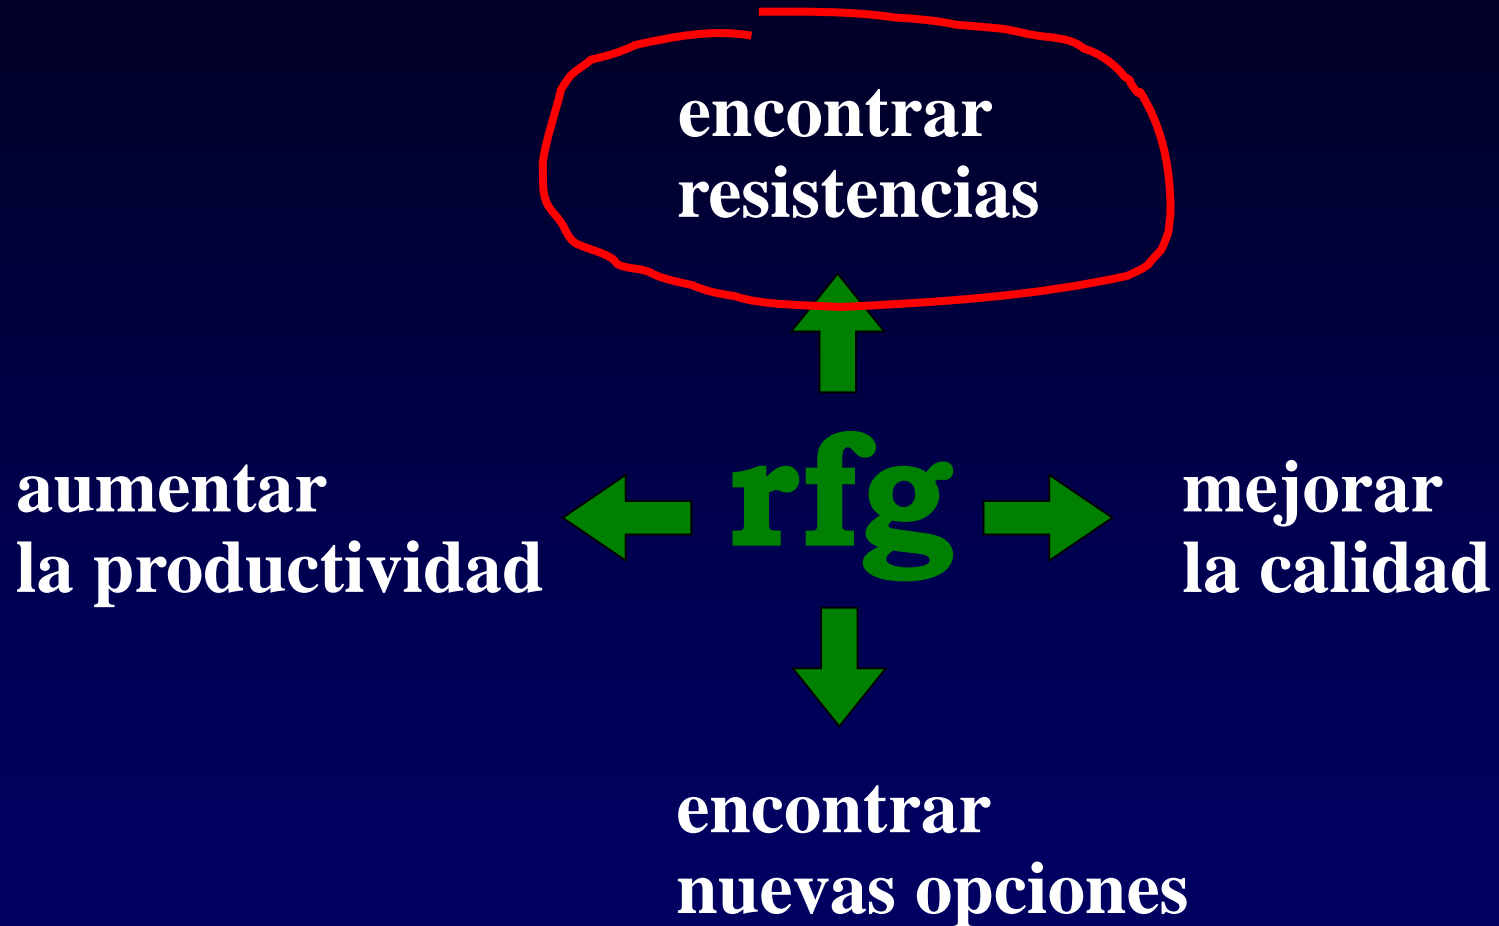 encontrar
resistencias
rfg
aumentar
la productividad
mejorar
la calidad
encontrar
nuevas opciones